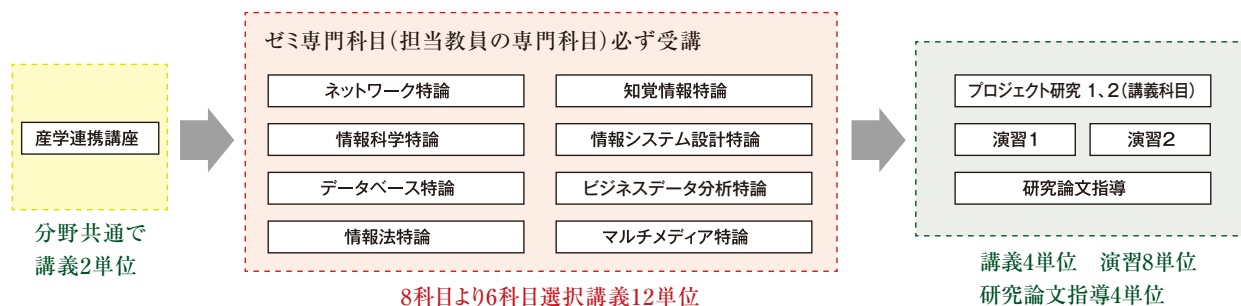 産学連携講座
分野共通で
講義2単位
ゼミ専門科目(担当教員の専門科目)必ず受講
ネットワーク特論
知覚情報特論
情報科学特論
情報システム設計特論
データベース特論
ビジネスデータ分析特論
情報法特論
マルチメディア特論
8科目より6科目選択講義12単位
プロジェクト研究 1、2(講義科目)
演習1
演習2
研究論文指導
講義4単位 演習8単位
研究論文指導4単位